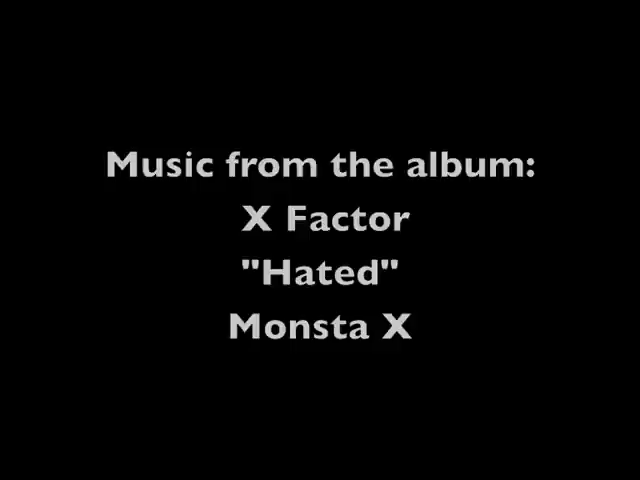 Music from the album:
X Factor
"Hated"
Monsta X